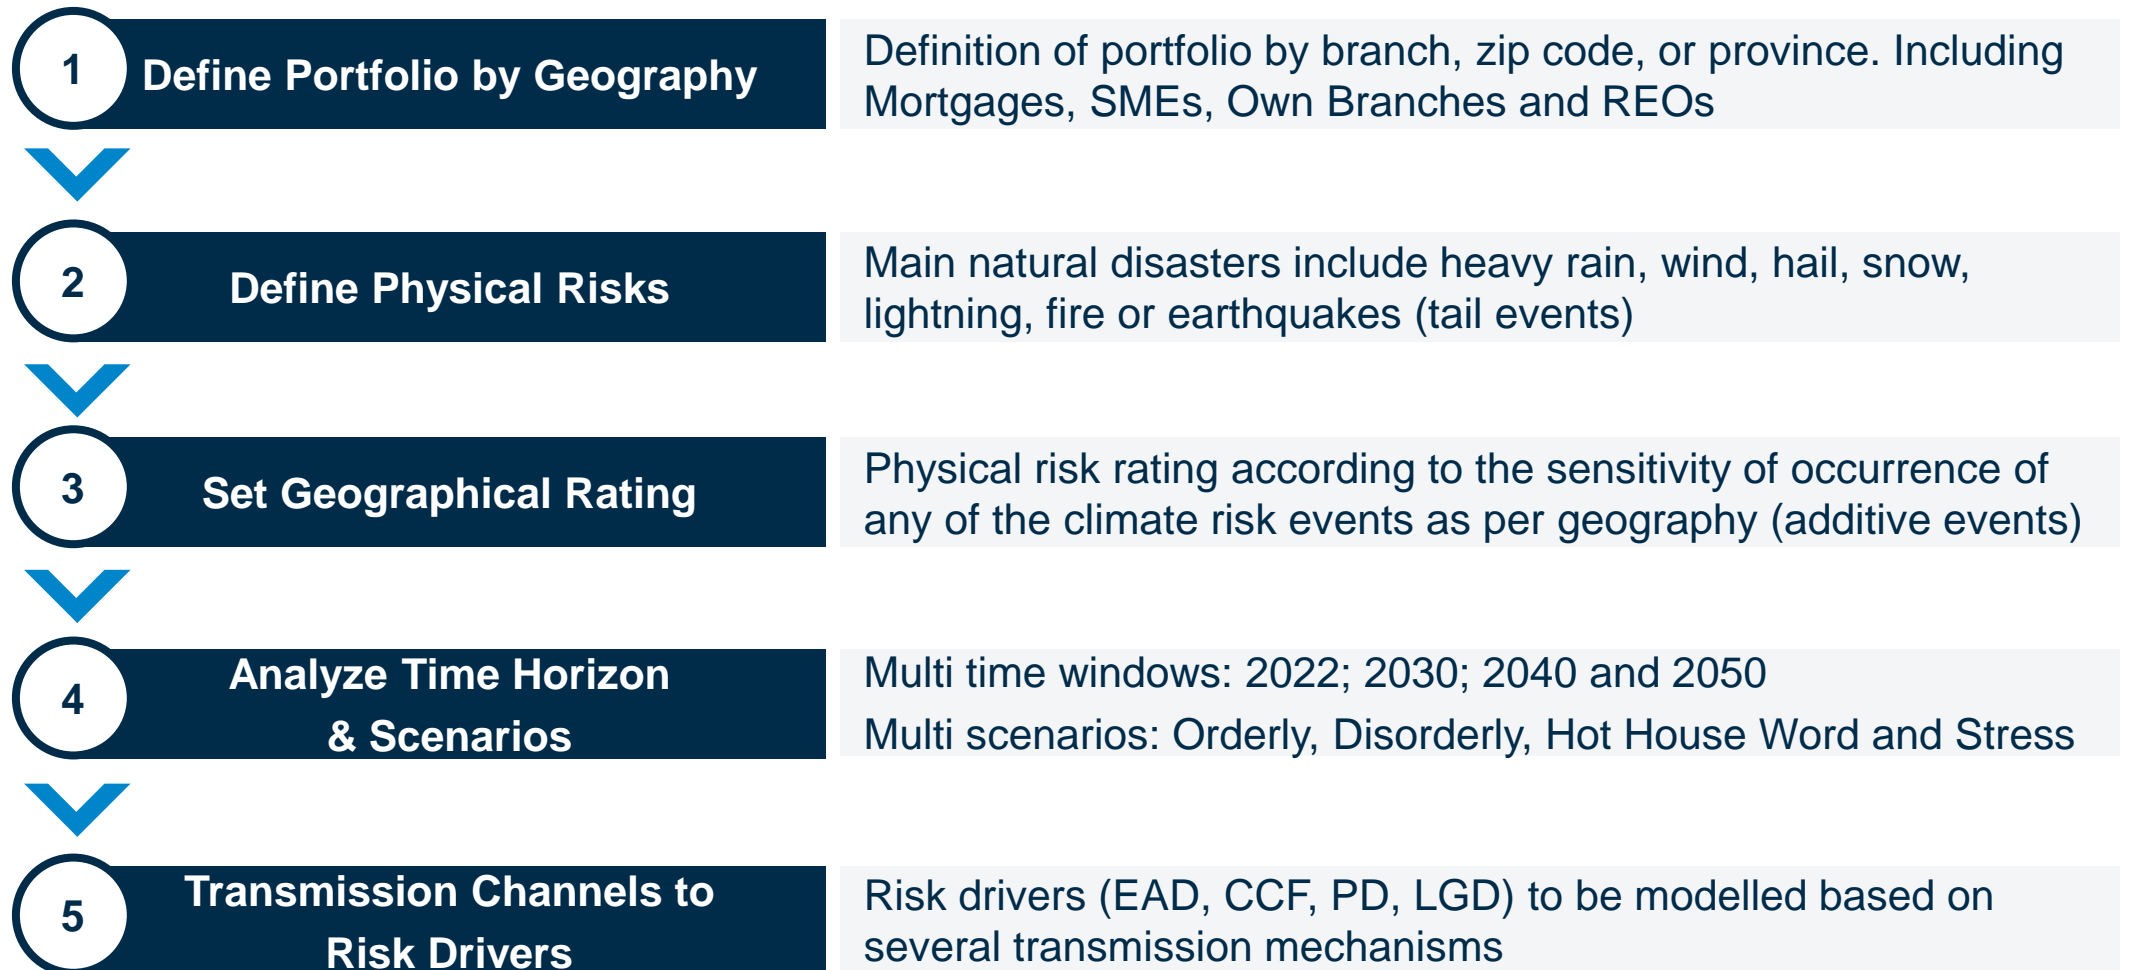 1
Define Portfolio by Geography
Definition of portfolio by branch, zip code, or province. Including
Mortgages, SMEs, Own Branches and REOs
2
Define Physical Risks
Main natural disasters include heavy rain, wind, hail, snow,
lightning, fire or earthquakes (tail events)
3
Set Geographical Rating
Physical risk rating according to the sensitivity of occurrence of
any of the climate risk events as per geography (additive events)
4
Analyze Time Horizon
& Scenarios
Multi time windows: 2022; 2030; 2040 and 2050
Multi scenarios: Orderly, Disorderly, Hot House Word and Stress
5
Transmission Channels to
Risk Drivers
Risk drivers (EAD, CCF, PD, LGD) to be modelled based on
several transmission mechanisms